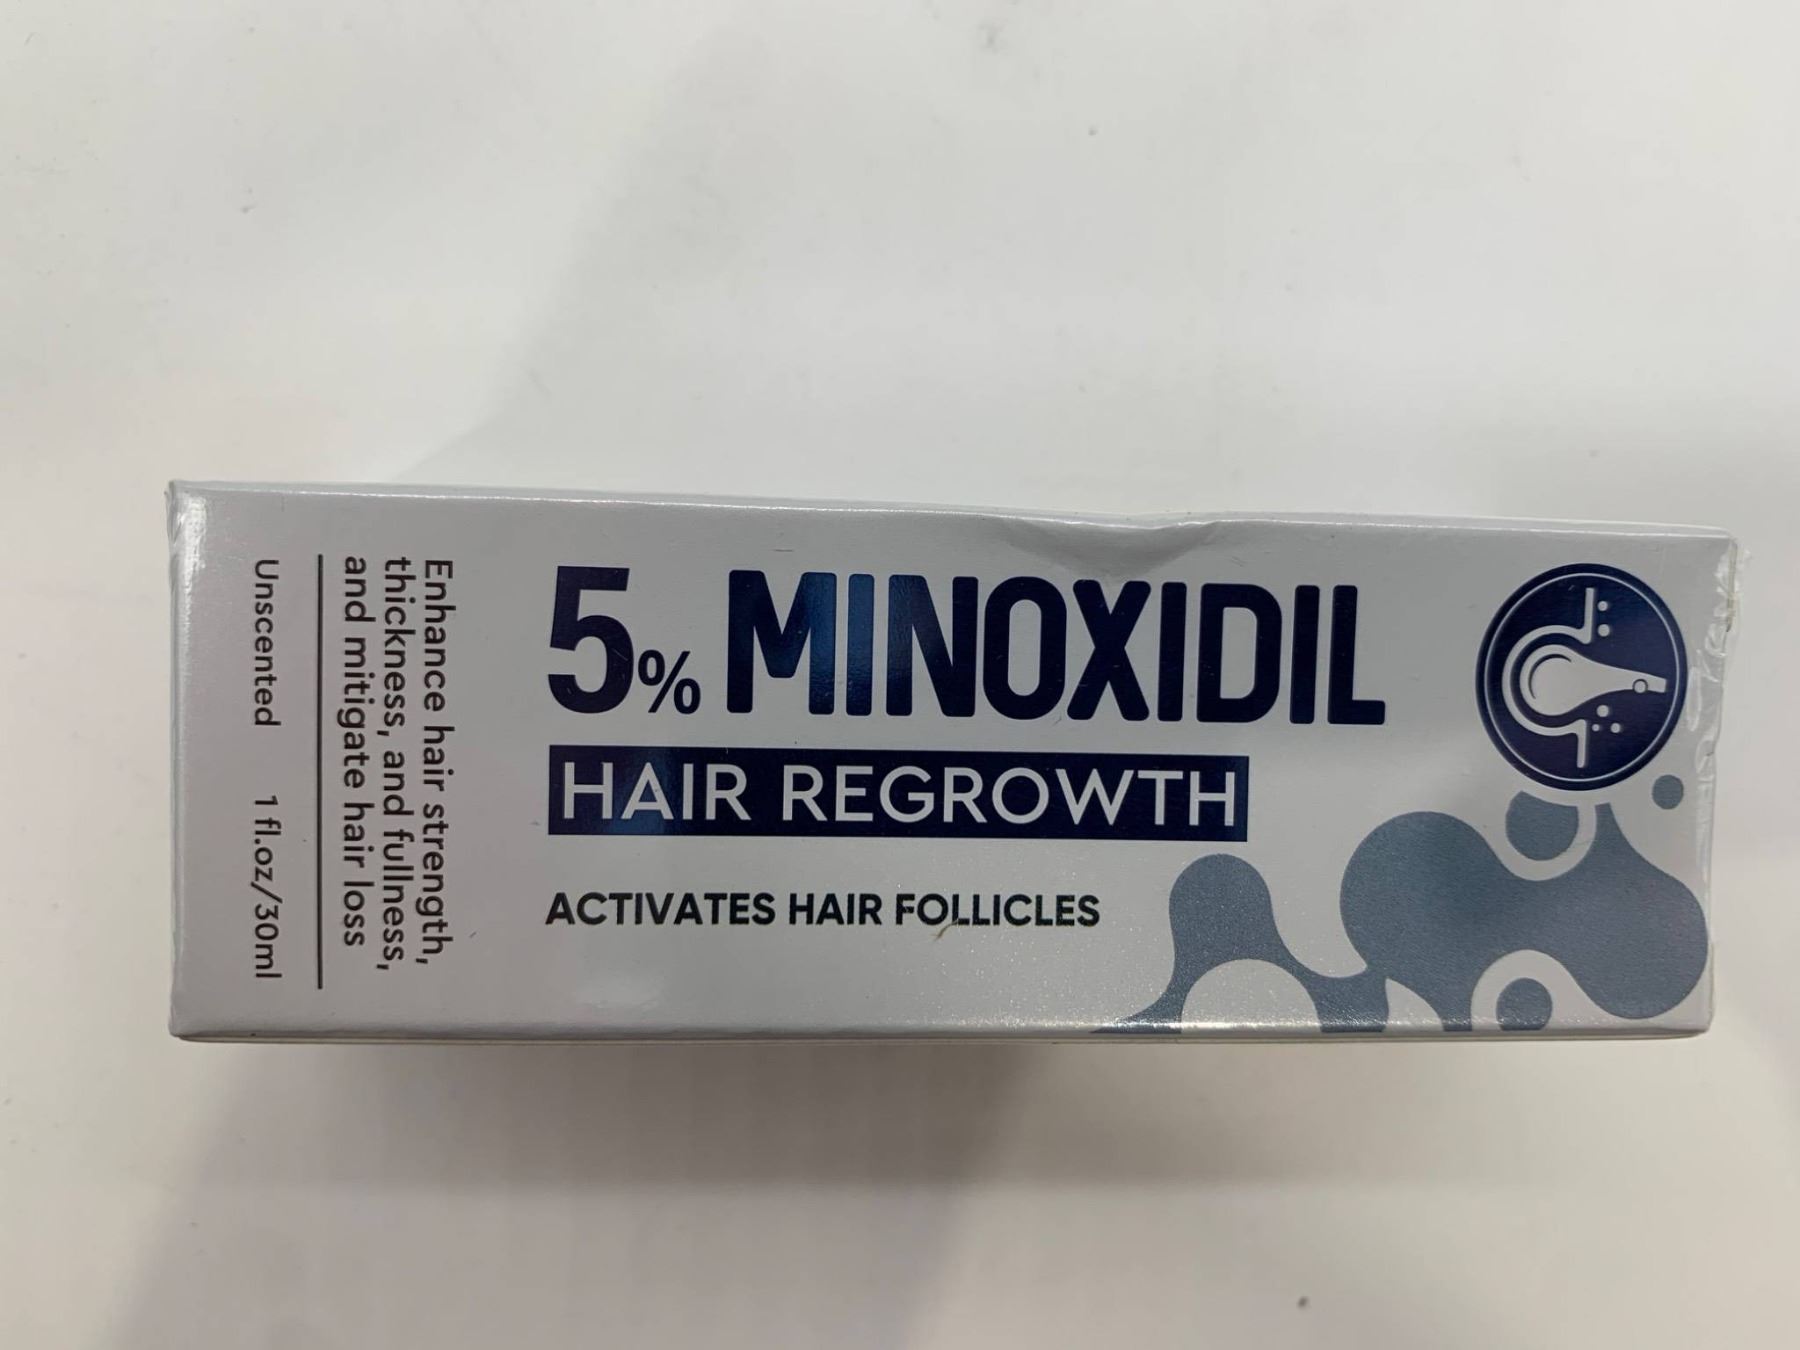 5% MINOXIDIL
HAIR REGROWTH
ACTIVATES HAIR FOLLICLES
Enhance hair strength,
thickness, and fullness,
and mitigate hair loss
Unscented 1 fl.oz/30ml